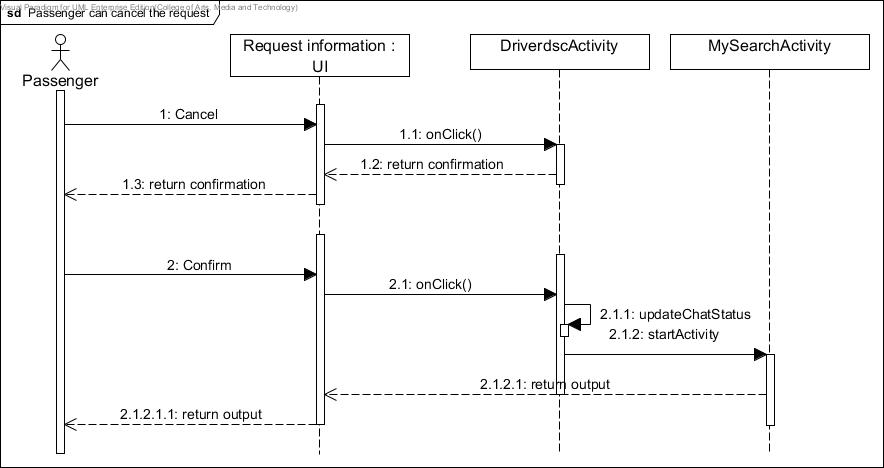 Visual Paradigm for UML Enterprise Edition(College of Arts, Media and Technology)
sd Passenger can cancel the request
Passenger
Request information :
UI
DriverdscActivity
MySearchActivity
1: Cancel
1.1: onClick()
1.2: return confirmation
1.3: return confirmation
2: Confirm
2.1: onClick()
2.1.1: updateChatStatus
2.1.2: startActivity
2.1.2.1: return output
2.1.2.1.1: return output